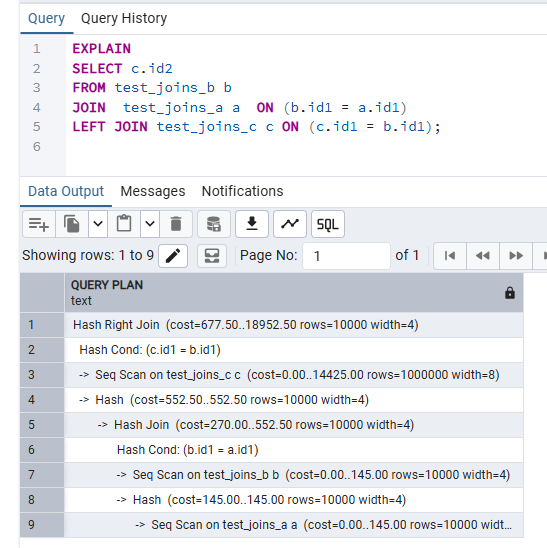 Query Query History
1 EXPLAIN
2 SELECT c.id2
3 FROM test_joins_b b
4 JOIN  test_joins_a a  ON (b.id1 = a.id1)
5 LEFT JOIN test_joins_c c ON (c.id1 = b.id1);
6
Data Output Messages Notifications
SQL
Showing rows: 1 to 9 Page No: 1 of 1
QUERY PLAN
text
1 Hash Right Join (cost=677.50..18952.50 rows=10000 width=4)
2 Hash Cond: (c.id1 = b.id1)
3 -> Seq Scan on test_joins_c c (cost=0.00..14425.00 rows=1000000 width=8)
4 -> Hash (cost=552.50..552.50 rows=10000 width=4)
5 -> Hash Join (cost=270.00..552.50 rows=10000 width=4)
6 Hash Cond: (b.id1 = a.id1)
7 -> Seq Scan on test_joins_b b (cost=0.00..145.00 rows=10000 width=4)
8 -> Hash (cost=145.00..145.00 rows=10000 width=4)
9 -> Seq Scan on test_joins_a a (cost=0.00..145.00 rows=10000 widt...